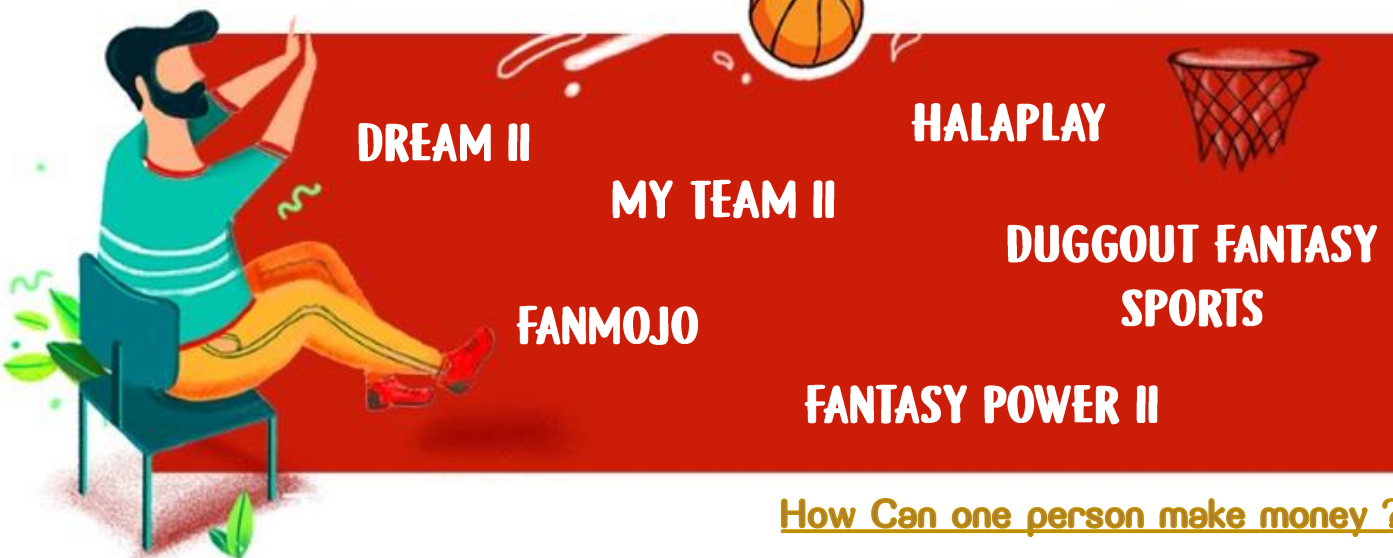 HALAPLAY
DREAM II
MY TEAM II
DUGGOUT FANTASY
SPORTS
FANMOJO
FANTASY POWER II
How Can one person make money ?